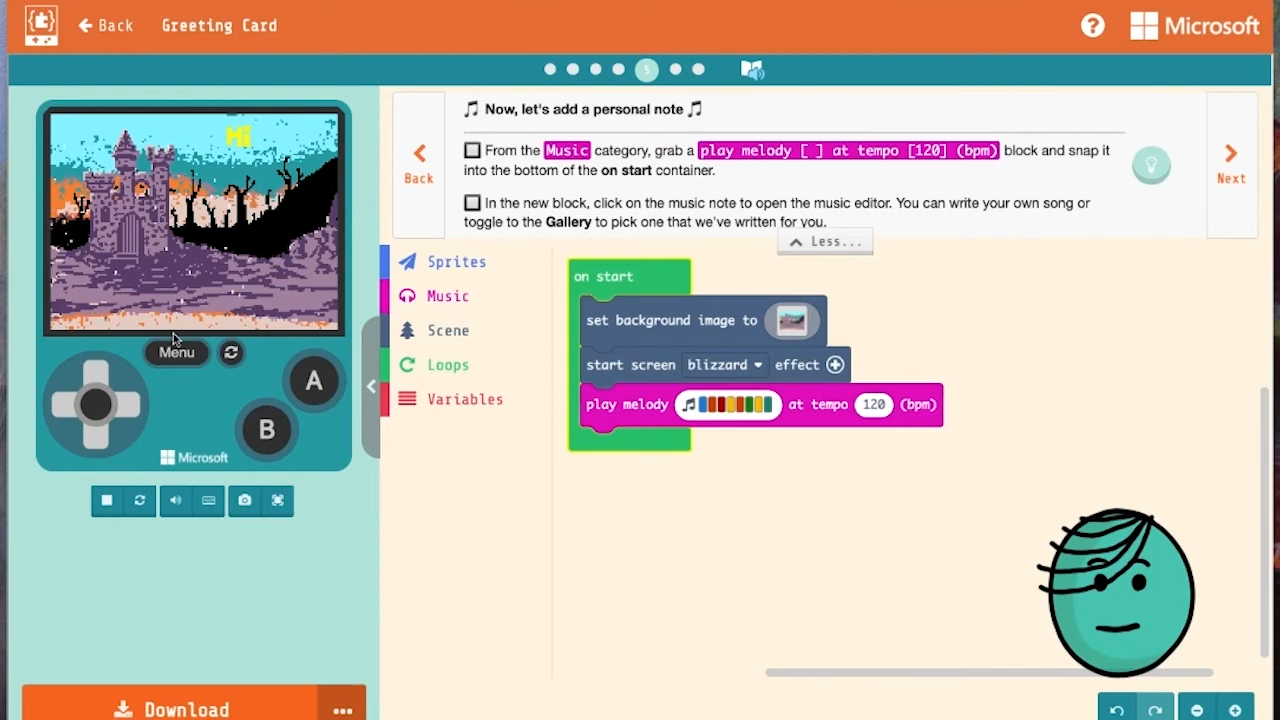 Back
Greeting Card
?
Microsoft
5
Hi
Menu
A
B
Microsoft
Download
♫ Now, let's add a personal note ♫
From the Music category, grab a play melody [ ] at tempo [120] (bpm) block and snap it
into the bottom of the on start container.
In the new block, click on the music note to open the music editor. You can write your own song or
toggle to the Gallery to pick one that we've written for you.
Back
Next
Less...
Sprites
Music
Scene
Loops
Variables
on start
set background image to
start screen blizzard effect
play melody at tempo 120 (bpm)